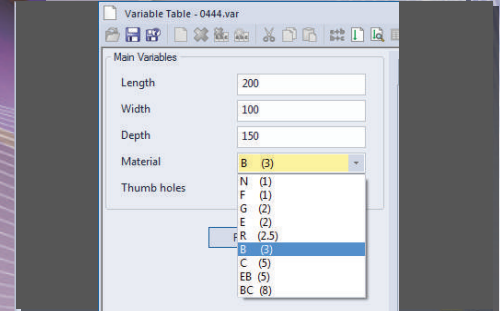 Variable Table - 0444.var
Main Variables
Length 200
Width 100
Depth 150
Material B (3)
Thumb holes
N (1)
F (1)
G (2)
E (2)
R (2.5)
B (3)
C (5)
EB (5)
BC (8)